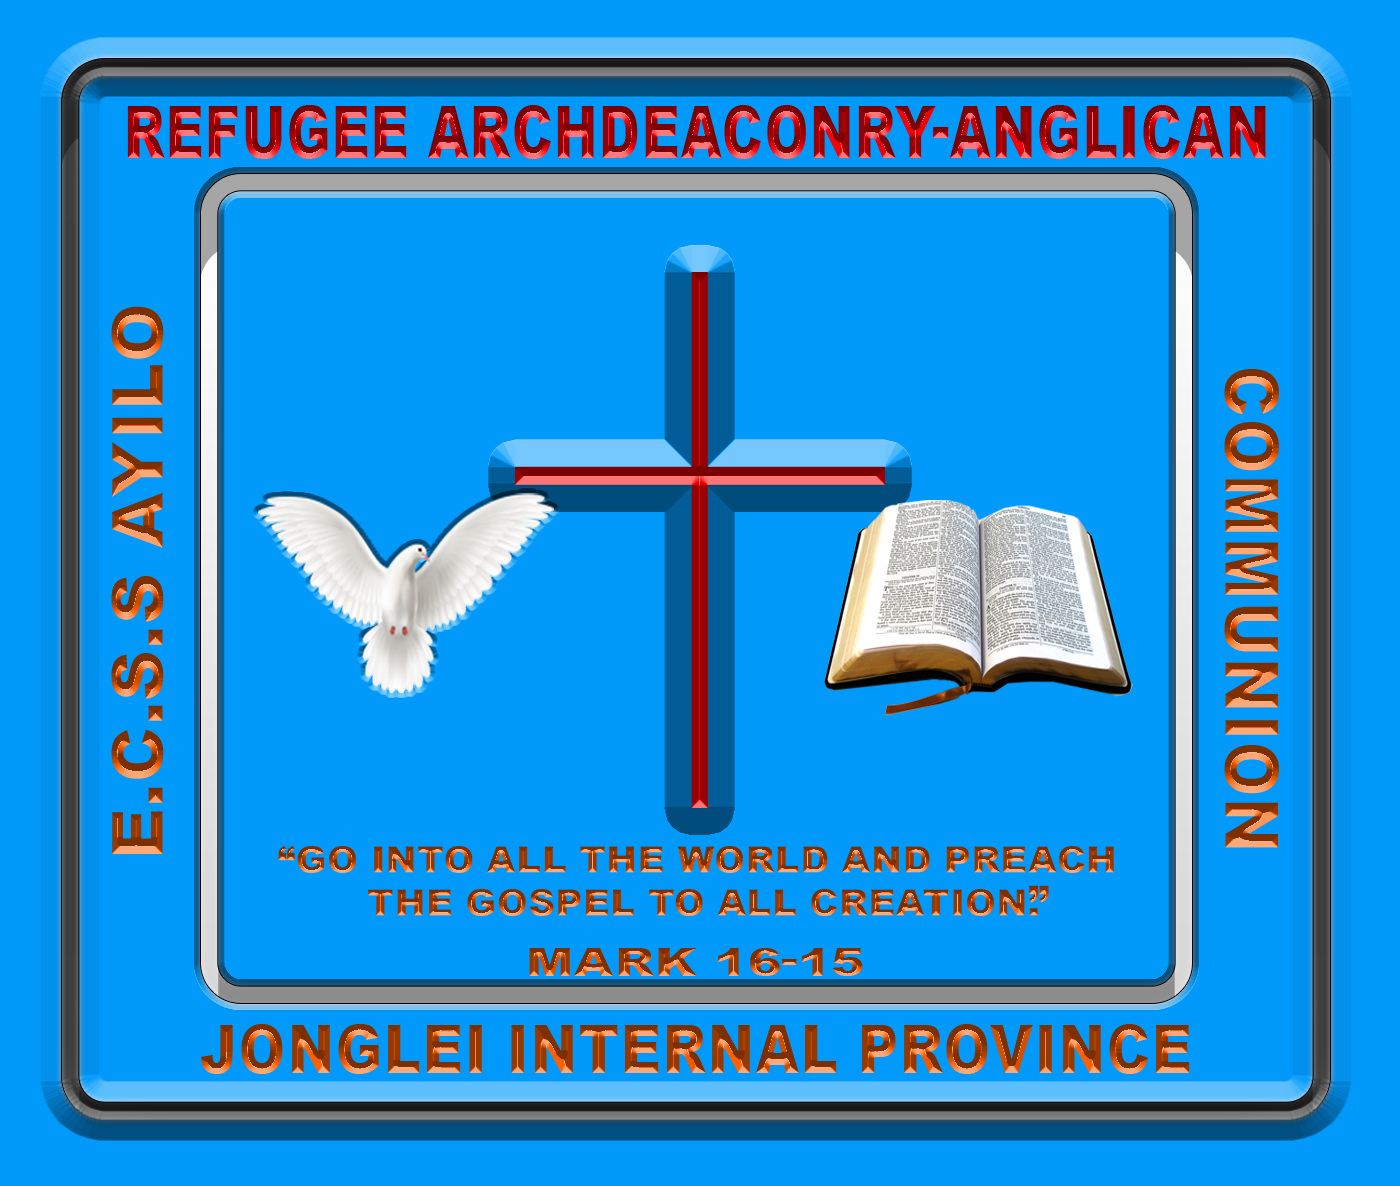 REFUGEE ARCHDEACONRY-ANGLICAN
E.C.S.S AYILO
COMMUNION
“GO INTO ALL THE WORLD AND PREACH
THE GOSPEL TO ALL CREATION.”
MARK 16-15
JONGLEI INTERNAL PROVINCE